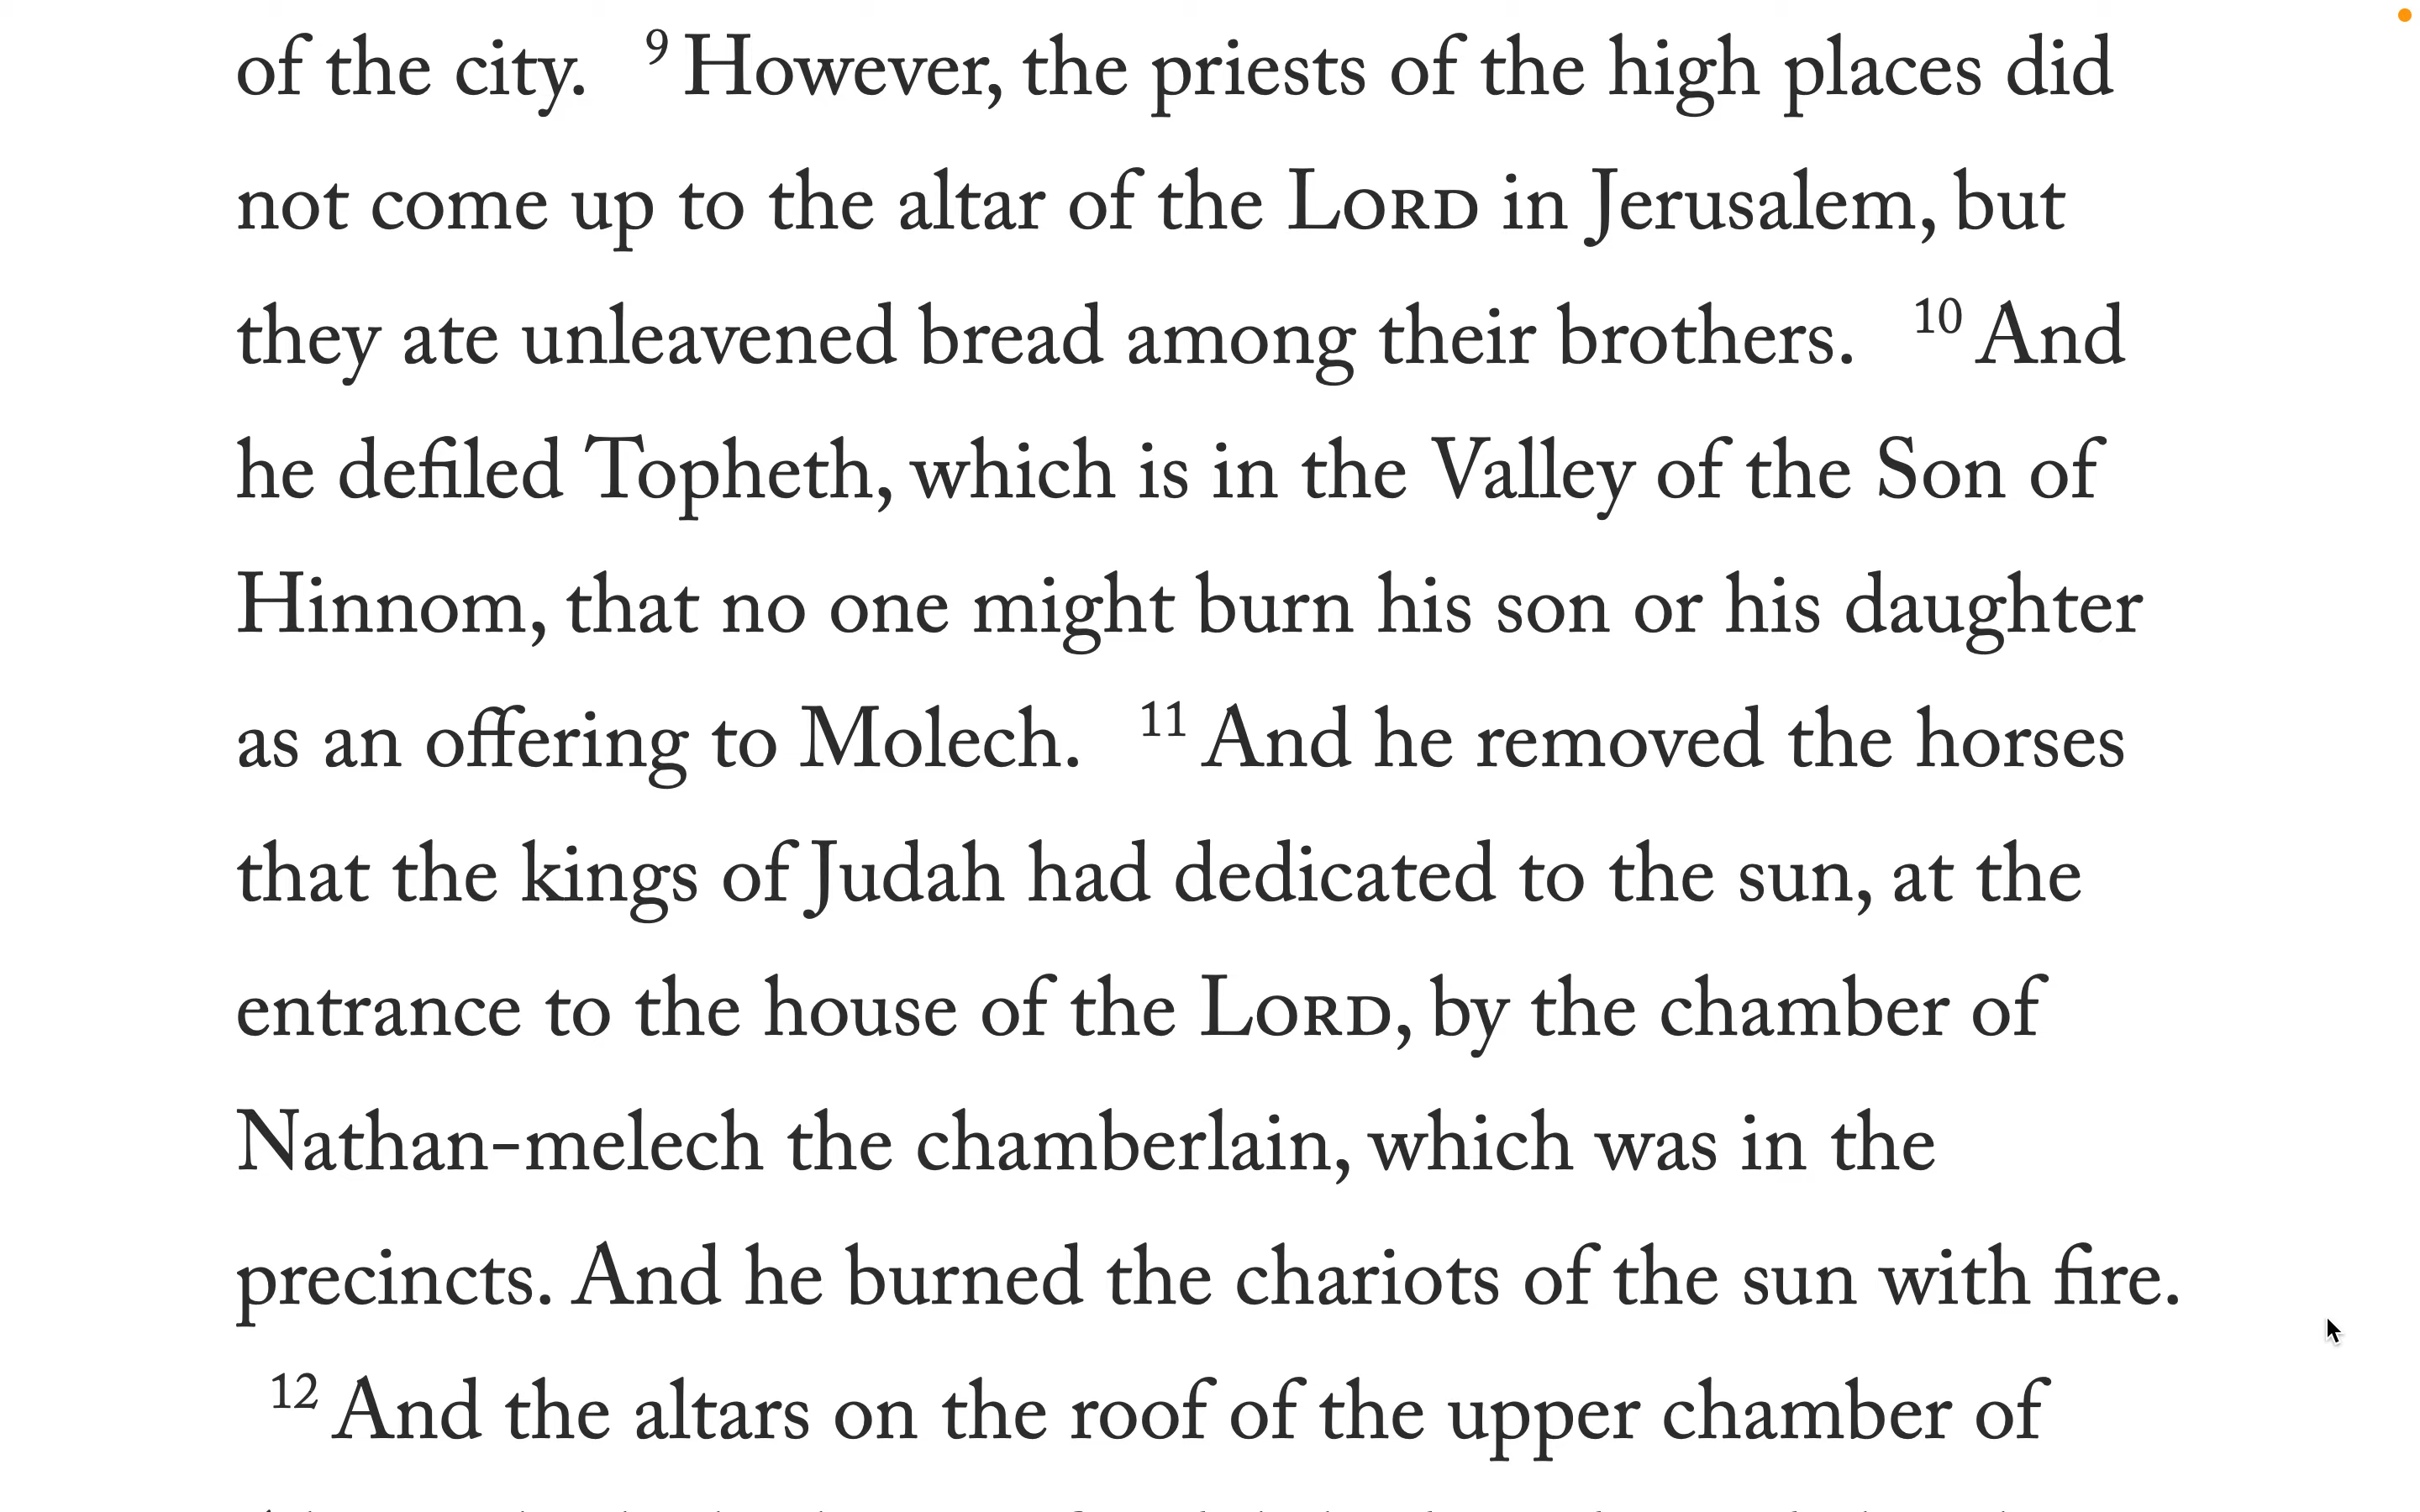 of the city. 9 However, the priests of the high places did
not come up to the altar of the LORD in Jerusalem, but
they ate unleavened bread among their brothers. 10 And
he defiled Topheth, which is in the Valley of the Son of
Hinnom, that no one might burn his son or his daughter
as an offering to Molech. 11 And he removed the horses
that the kings of Judah had dedicated to the sun, at the
entrance to the house of the LORD, by the chamber of
Nathan-melech the chamberlain, which was in the
precincts. And he burned the chariots of the sun with fire.
12 And the altars on the roof of the upper chamber of